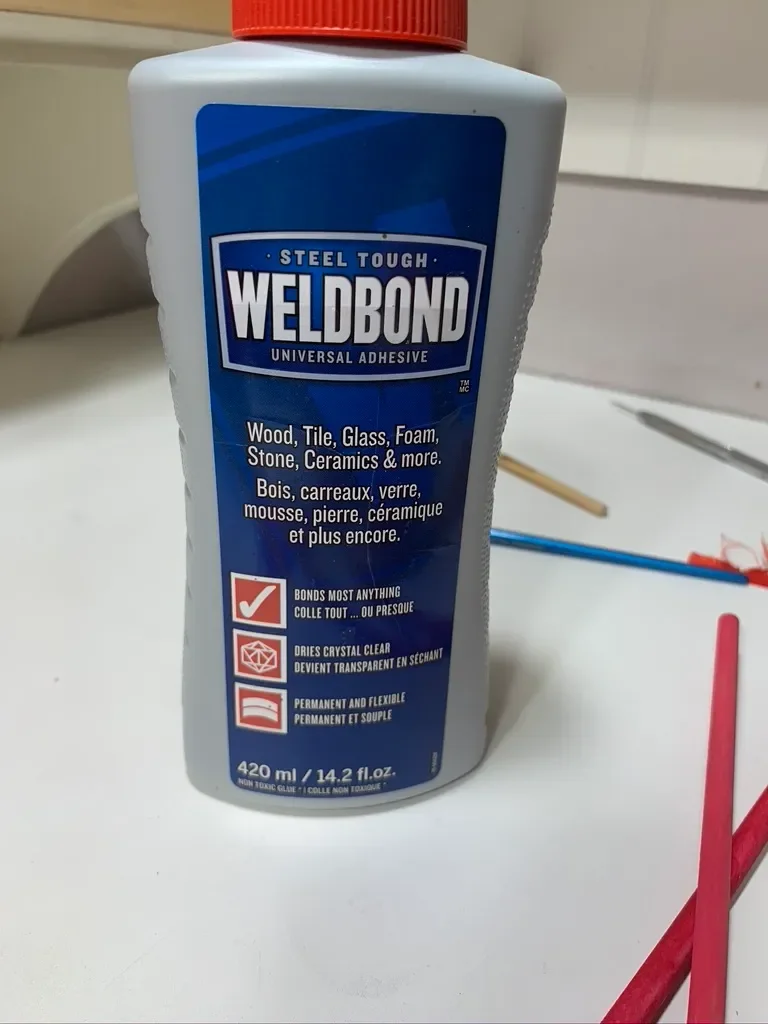 · STEEL TOUGH ·
WELDBOND
UNIVERSAL ADHESIVE
TM
MC
Wood, Tile, Glass, Foam,
Stone, Ceramics & more.
Bois, carreaux, verre,
mousse, pierre, céramique
et plus encore.
BONDS MOST ANYTHING
COLLE TOUT ... OU PRESQUE
DRIES CRYSTAL CLEAR
DEVIENT TRANSPARENT EN SÉCHANT
PERMANENT AND FLEXIBLE
PERMANENT ET SOUPLE
420 ml / 14.2 fl.oz.
NON TOXIC GLUE * | COLLE NON TOXIQUE *